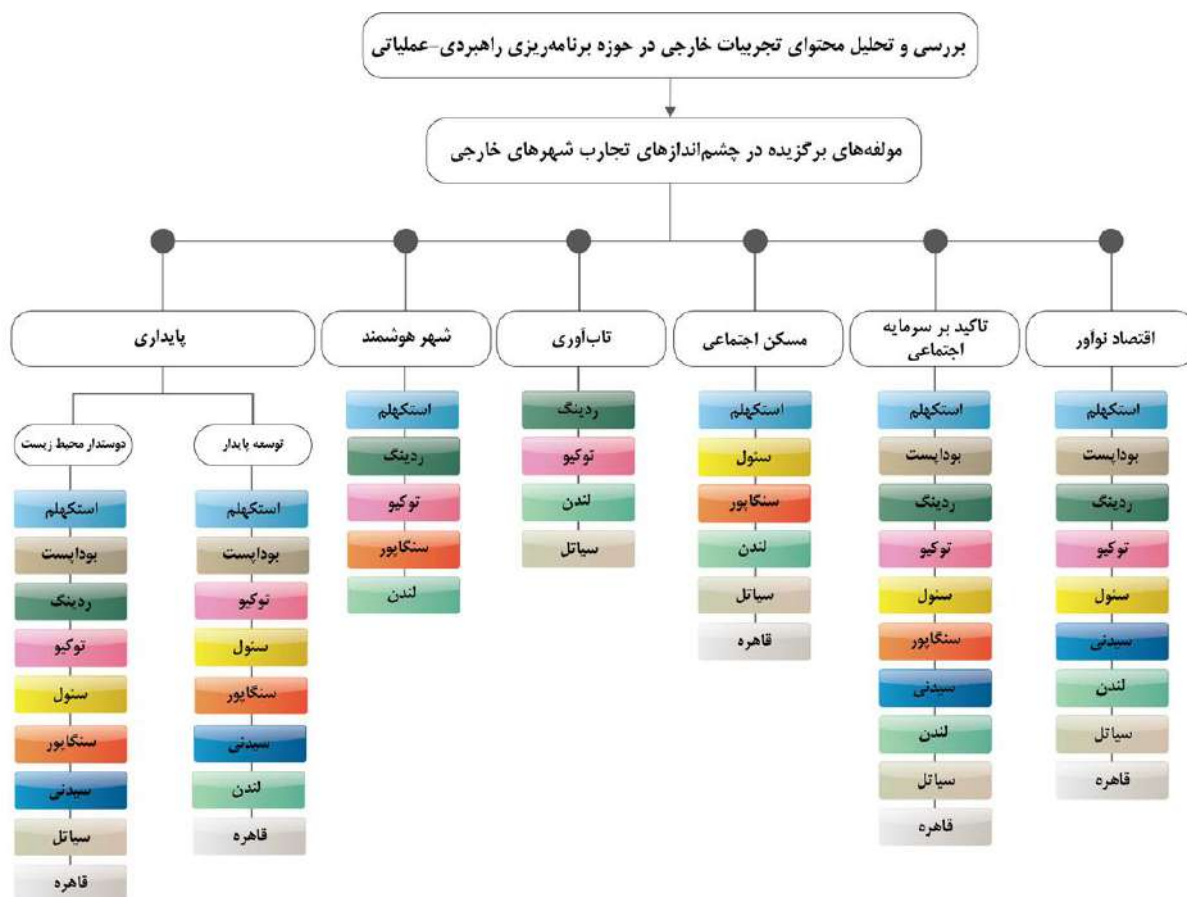 بررسی و تحلیل محتوای تجربیات خارجی در حوزه برنامه‌ریزی راهبردی-عملیاتی
مولفه‌های برگزیده در چشم‌اندازهای تجارب شهرهای خارجی
اقتصاد نوآور
استکهلم
بوداپست
ردینگ
توکیو
سئول
سیدنی
لندن
سیاتل
قاهره
تاکید بر سرمایه
اجتماعی
استکهلم
بوداپست
ردینگ
توکیو
سئول
سنگاپور
سیدنی
لندن
سیاتل
قاهره
مسکن اجتماعی
استکهلم
سئول
سنگاپور
لندن
سیاتل
قاهره
تاب‌آوری
ردینگ
توکیو
لندن
سیاتل
شهر هوشمند
استکهلم
ردینگ
توکیو
سنگاپور
لندن
پایداری
توسعه پایدار
استکهلم
بوداپست
توکیو
سئول
سنگاپور
سیدنی
لندن
قاهره
دوستدار محیط زیست
استکهلم
بوداپست
ردینگ
توکیو
سئول
سنگاپور
سیدنی
سیاتل
قاهره